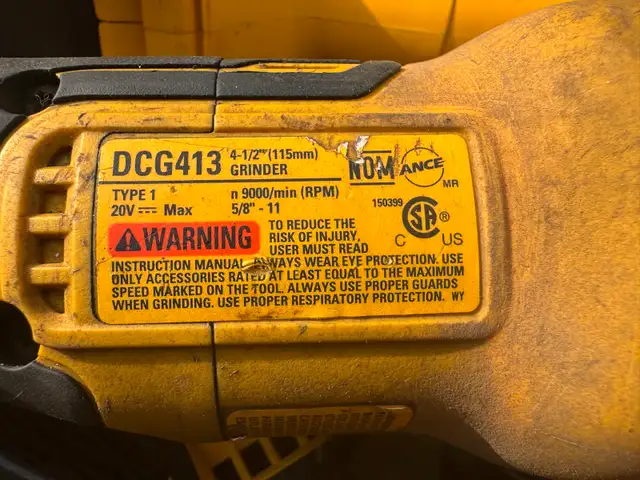 DCG413 4-1/2" (115mm)
GRINDER
NOM ANCE
MR
TYPE 1 n 9000/min (RPM)
20V Max 5/8" - 11
150399
SA ®
C US
WARNING TO REDUCE THE
RISK OF INJURY,
USER MUST READ
INSTRUCTION MANUAL. ALWAYS WEAR EYE PROTECTION. USE
ONLY ACCESSORIES RATED AT LEAST EQUAL TO THE MAXIMUM
SPEED MARKED ON THE TOOL. ALWAYS USE PROPER GUARDS
WHEN GRINDING. USE PROPER RESPIRATORY PROTECTION. WY